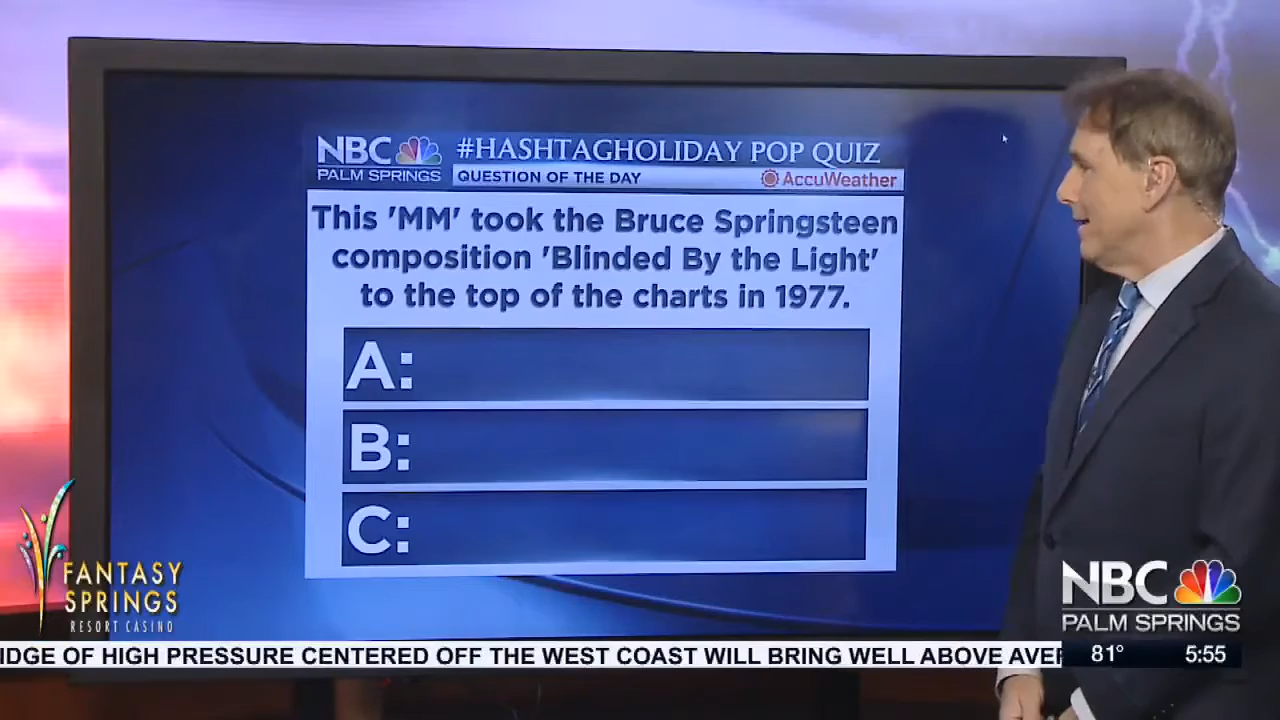 NBC
PALM SPRINGS
#HASHTAGHOLIDAY POP QUIZ
QUESTION OF THE DAY
AccuWeather
This 'MM' took the Bruce Springsteen
composition 'Blinded By the Light'
to the top of the charts in 1977.
A:
B:
C:
FANTASY
SPRINGS
RESORT CASINO
NBC
PALM SPRINGS
IDGE OF HIGH PRESSURE CENTERED OFF THE WEST COAST WILL BRING WELL ABOVE AVE
81° 5:55